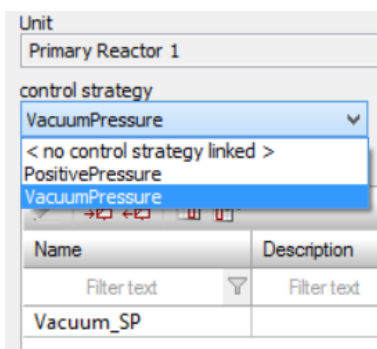 Unit
Primary Reactor 1
control strategy
VacuumPressure
< no control strategy linked >
PositivePressure
VacuumPressure
Name Description
Filter text Filter text
Vacuum_SP